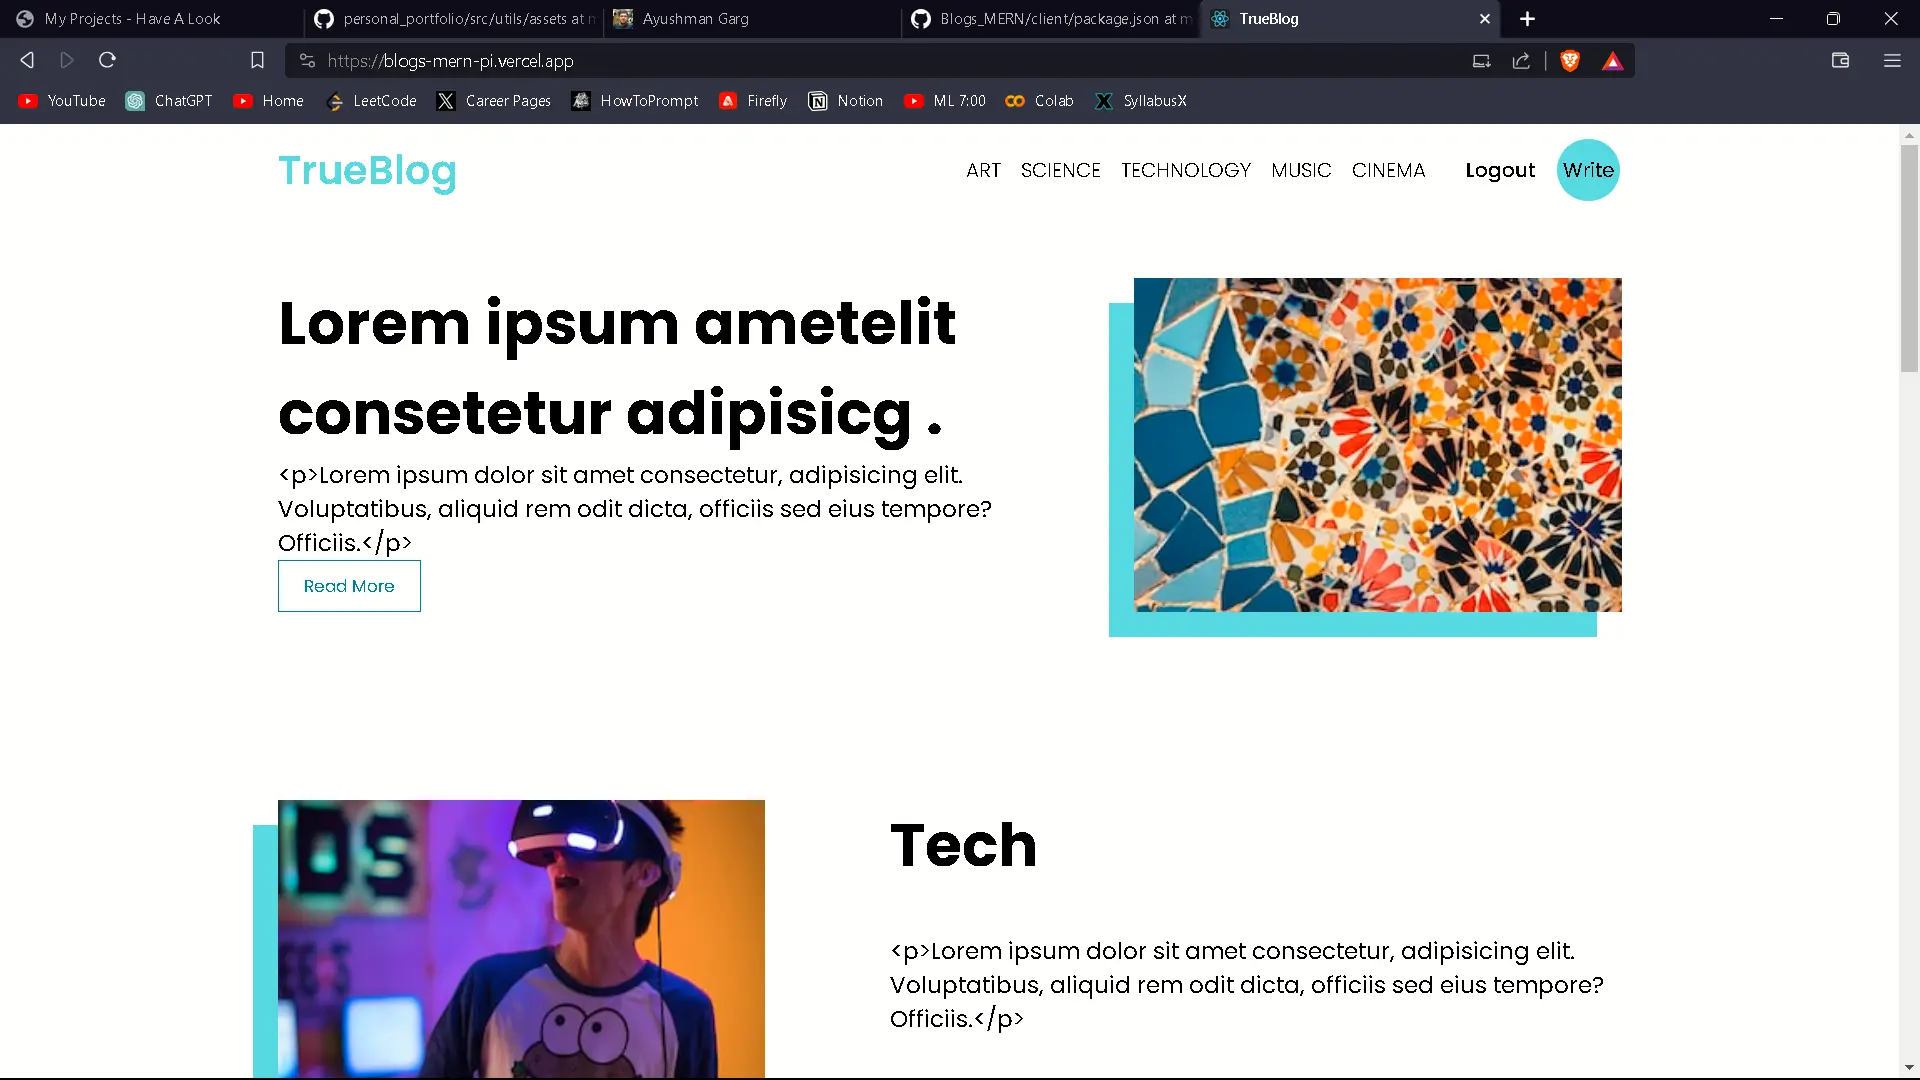 My Projects - Have A Look
personal_portfolio/src/utils/assets at m
Ayushman Garg
Blogs_MERN/client/package.json at m
TrueBlog
https://blogs-mern-pi.vercel.app
YouTube
ChatGPT
Home
LeetCode
Career Pages
HowToPrompt
Firefly
Notion
ML 7:00
Colab
SyllabusX
TrueBlog
ART SCIENCE TECHNOLOGY MUSIC CINEMA Logout Write
Lorem ipsum ametelit
consetetur adipisicg .
<p>Lorem ipsum dolor sit amet consectetur, adipisicing elit.
Voluptatibus, aliquid rem odit dicta, officiis sed eius tempore?
Officiis.</p>
Read More
Tech
<p>Lorem ipsum dolor sit amet consectetur, adipisicing elit.
Voluptatibus, aliquid rem odit dicta, officiis sed eius tempore?
Officiis.</p>